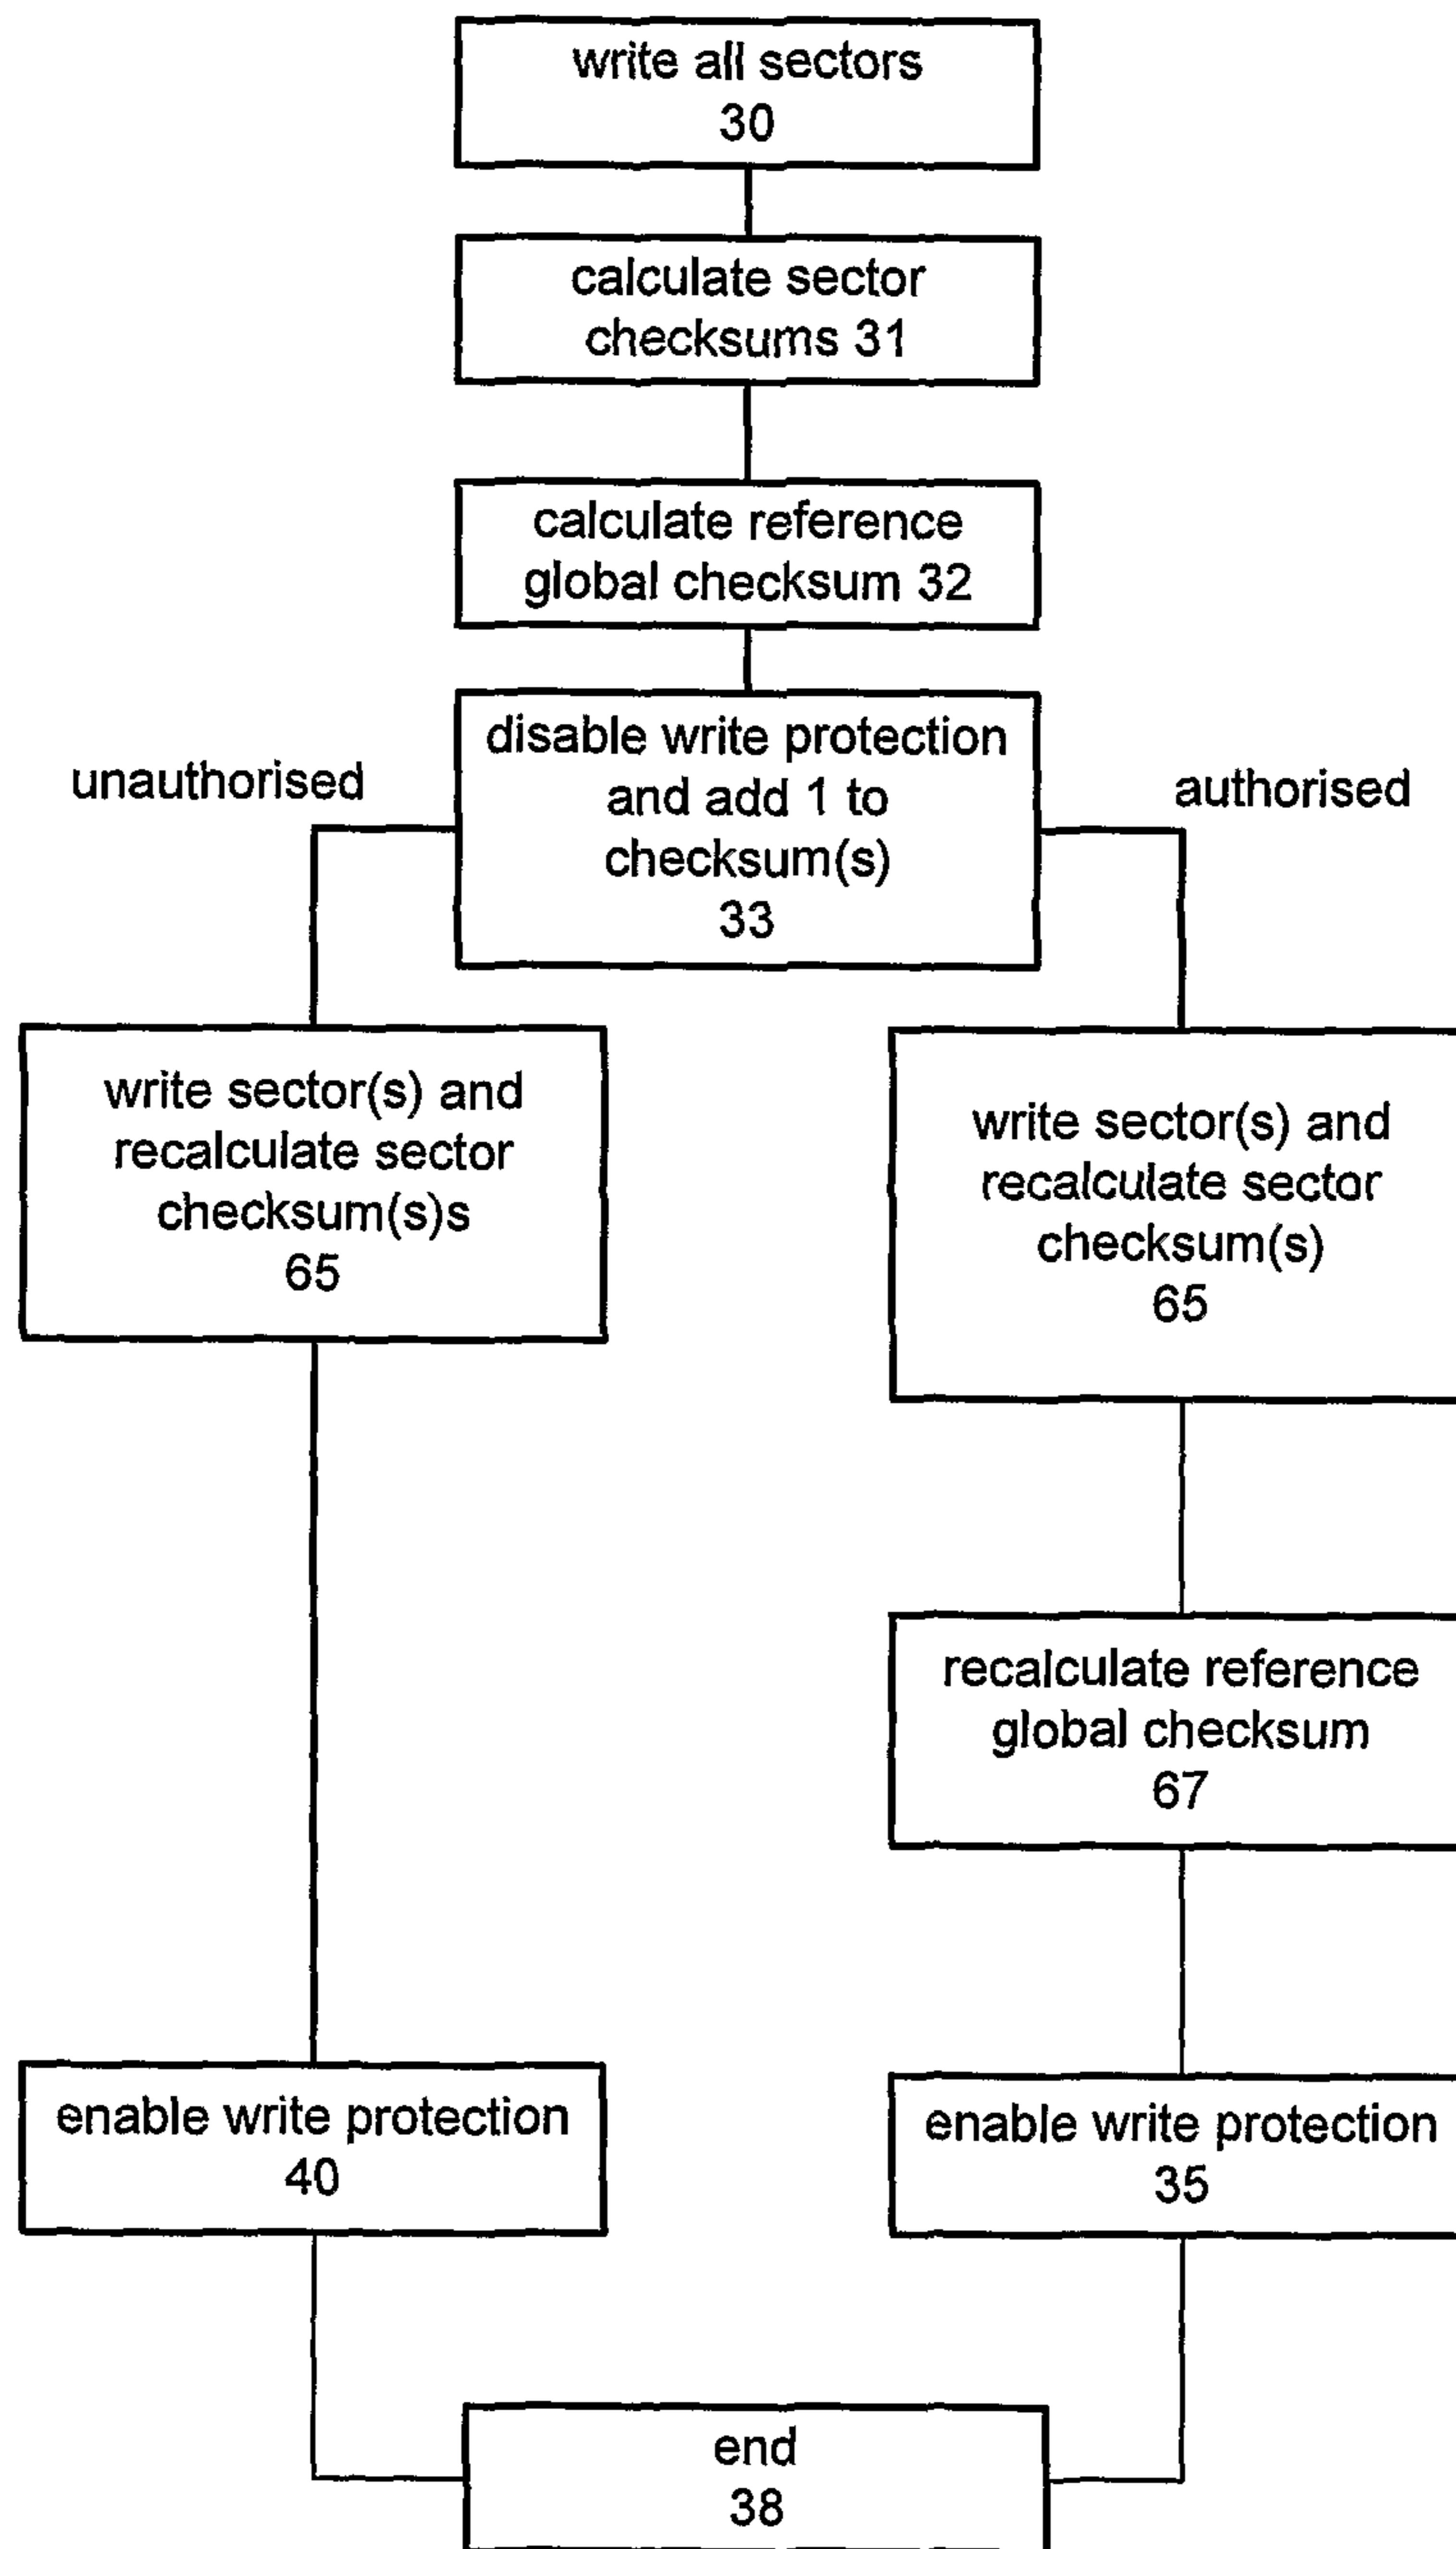 write all sectors
30
calculate sector
checksums 31
calculate reference
global checksum 32
disable write protection
and add 1 to
checksum(s)
33
unauthorised
authorised
write sector(s) and
recalculate sector
checksum(s)s
65
write sector(s) and
recalculate sector
checksum(s)
65
recalculate reference
global checksum
67
enable write protection
40
enable write protection
35
end
38